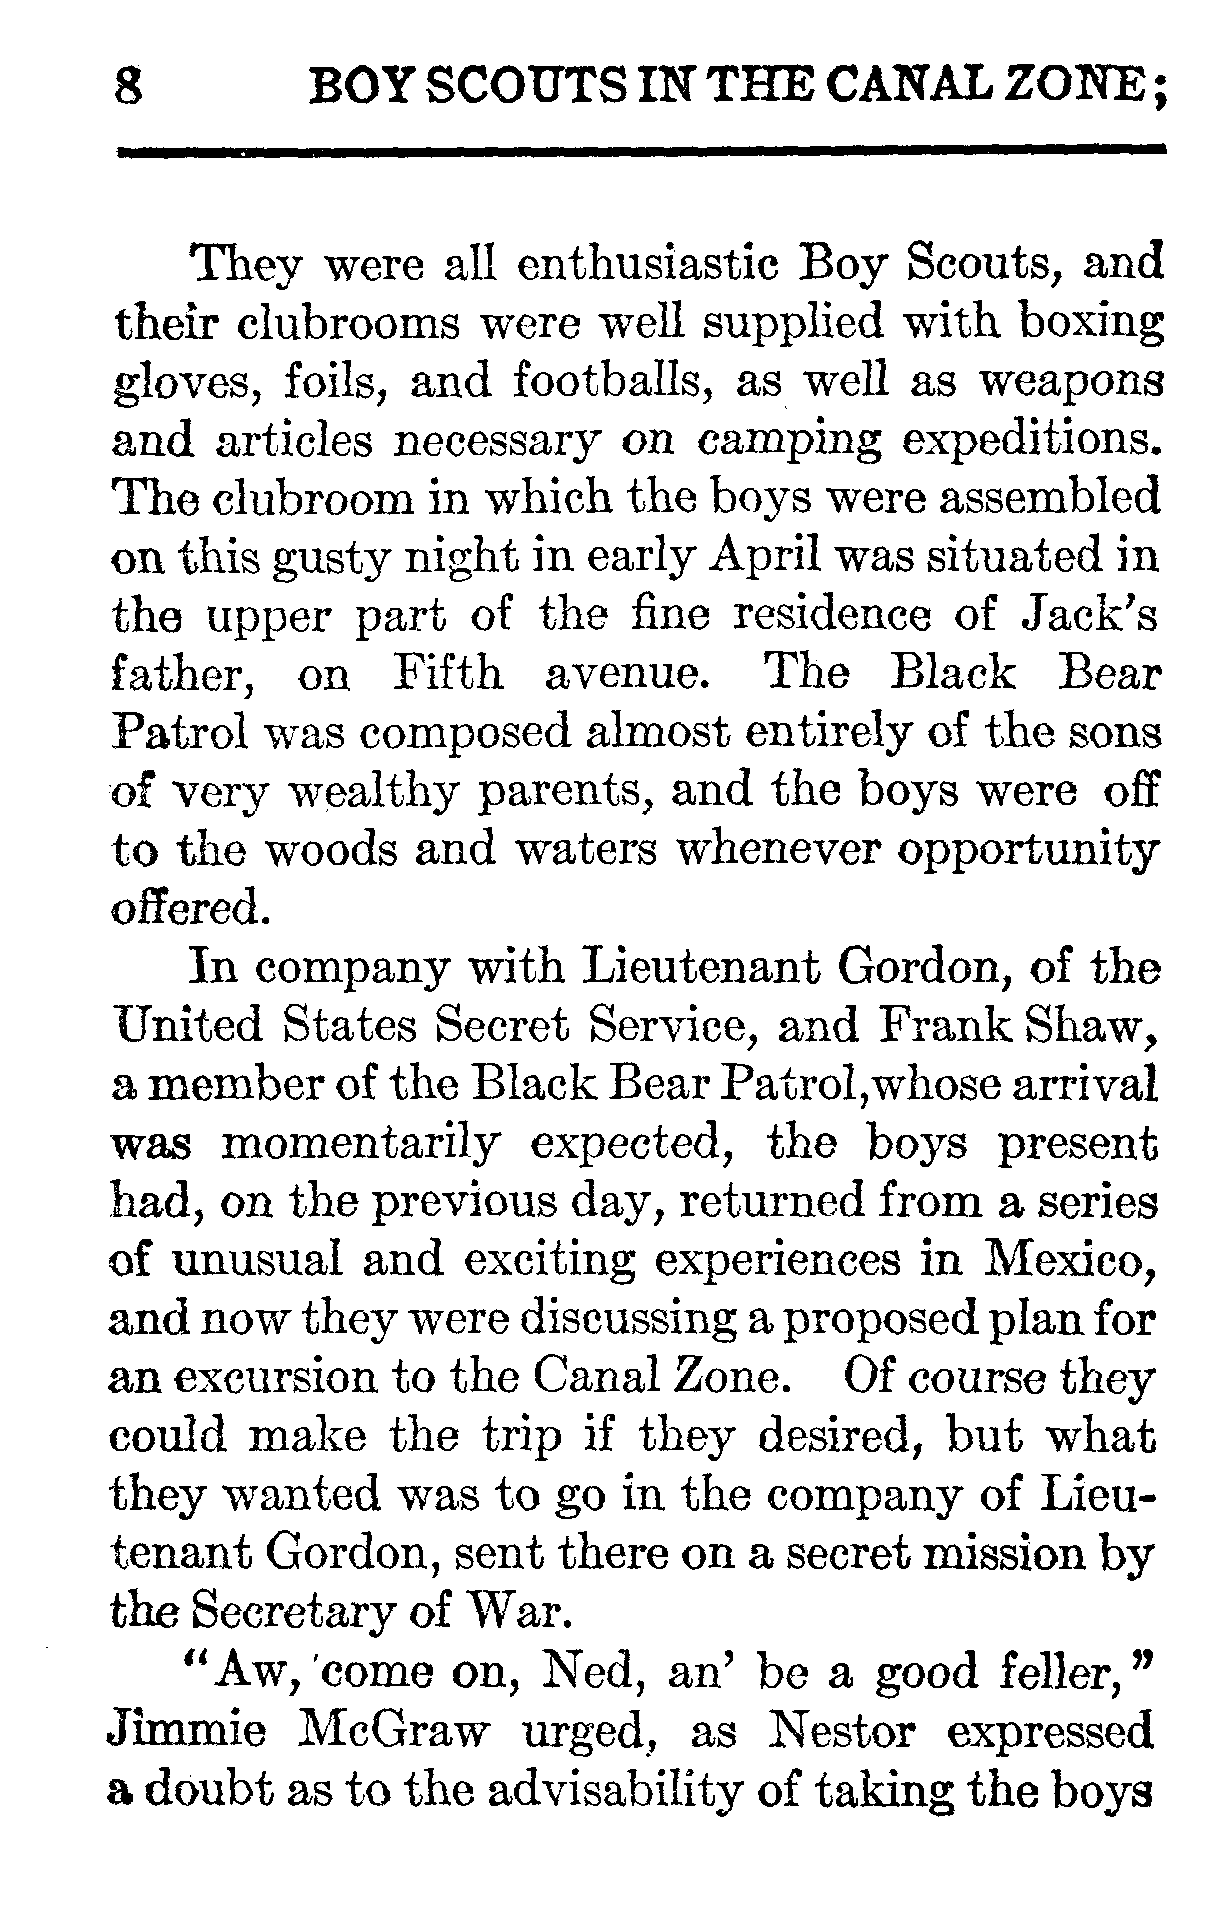 8 BOY SCOUTS IN THE CANAL ZONE;
They were all enthusiastic Boy Scouts, and
their clubrooms were well supplied with boxing
gloves, foils, and footballs, as well as weapons
and articles necessary on camping expeditions.
The clubroom in which the boys were assembled
on this gusty night in early April was situated in
the upper part of the fine residence of Jack's
father, on Fifth avenue. The Black Bear
Patrol was composed almost entirely of the sons
of very wealthy parents, and the boys were off
to the woods and waters whenever opportunity
offered.
In company with Lieutenant Gordon, of the
United States Secret Service, and Frank Shaw,
a member of the Black Bear Patrol,whose arrival
was momentarily expected, the boys present
had, on the previous day, returned from a series
of unusual and exciting experiences in Mexico,
and now they were discussing a proposed plan for
an excursion to the Canal Zone. Of course they
could make the trip if they desired, but what
they wanted was to go in the company of Lieu-
tenant Gordon, sent there on a secret mission by
the Secretary of War.
"Aw, 'come on, Ned, an' be a good feller,"
Jimmie McGraw urged, as Nestor expressed
a doubt as to the advisability of taking the boys